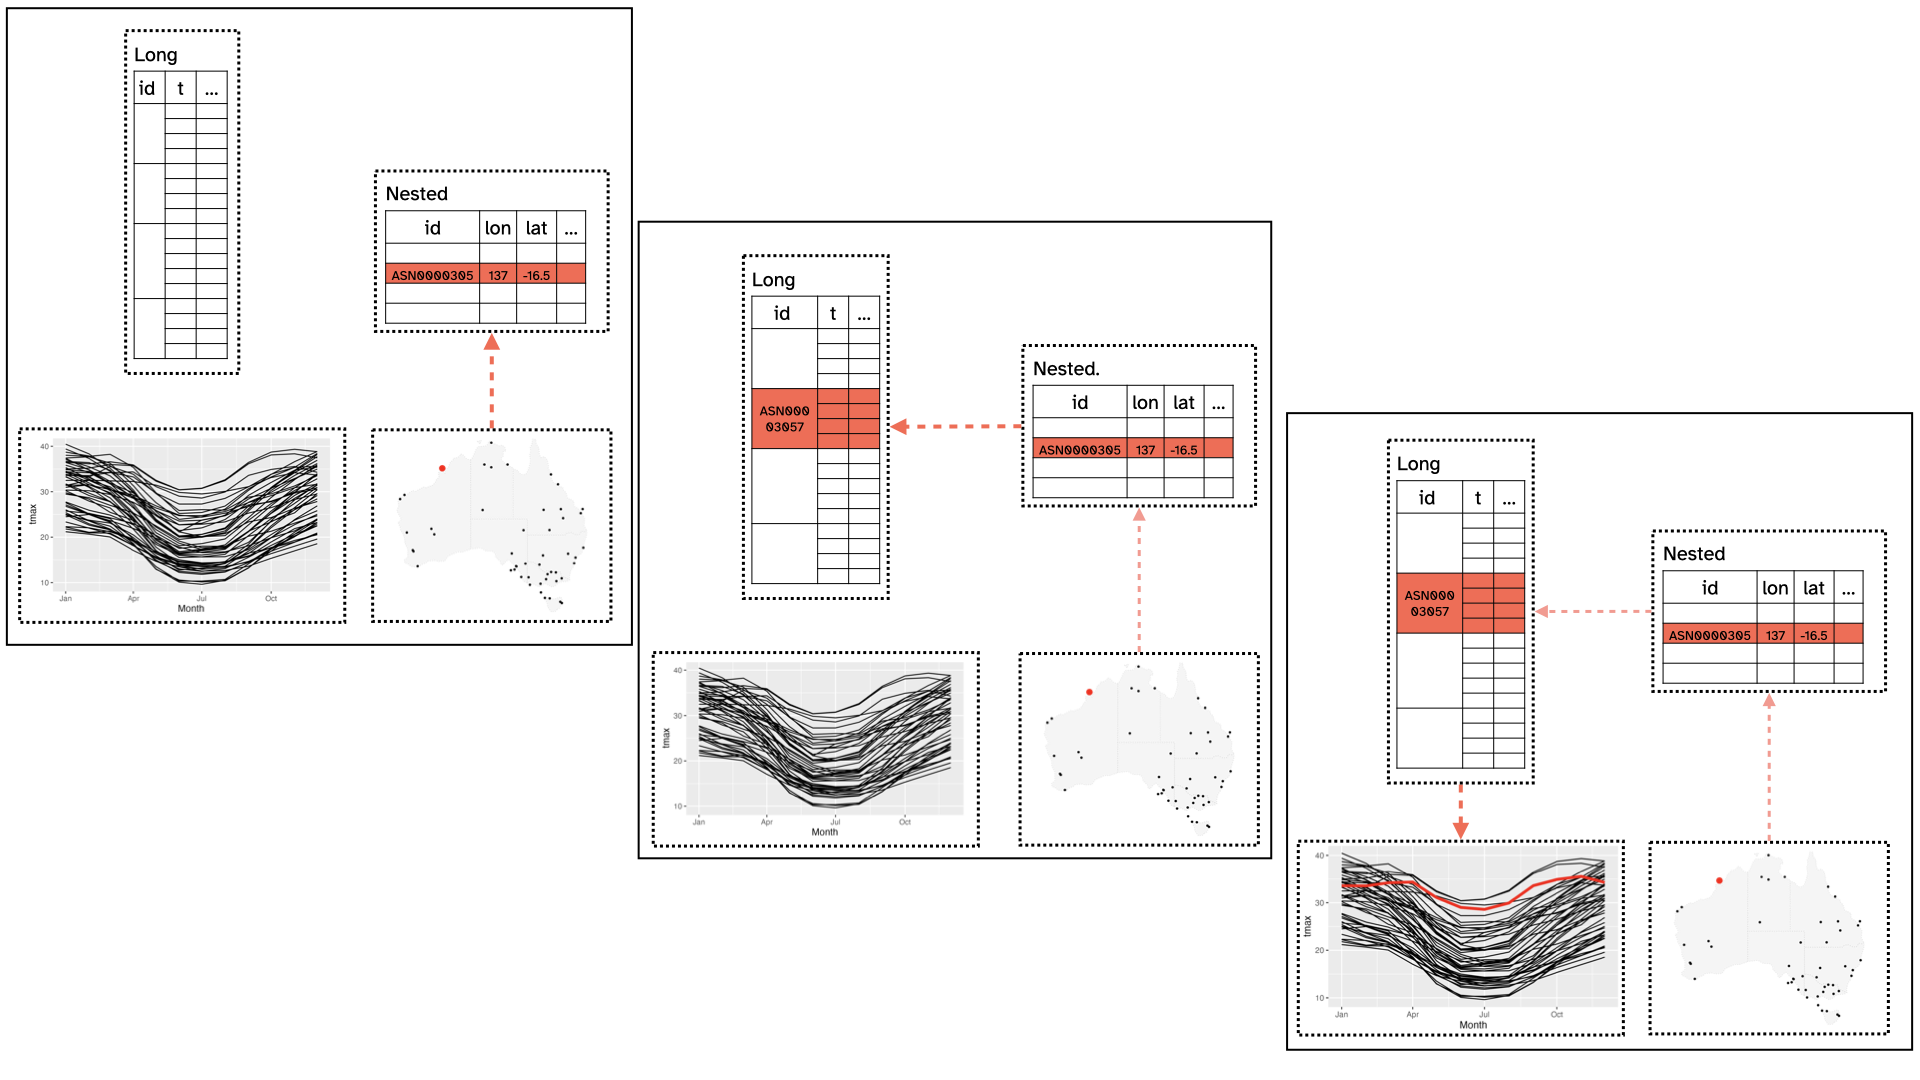 Long
id t ...
Nested
id lon lat ...
ASN0000305 137 -16.5
40
30
20
10
tmax
Jan Apr Jul Oct
Month
Long
id t ...
ASN000
03057
Nested.
id lon lat ...
ASN0000305 137 -16.5
40
30
20
10
tmax
Jan Apr Jul Oct
Month
Long
id t ...
ASN000
03057
Nested
id lon lat ...
ASN0000305 137 -16.5
40
30
20
10
tmax
Jan Apr Jul Oct
Month